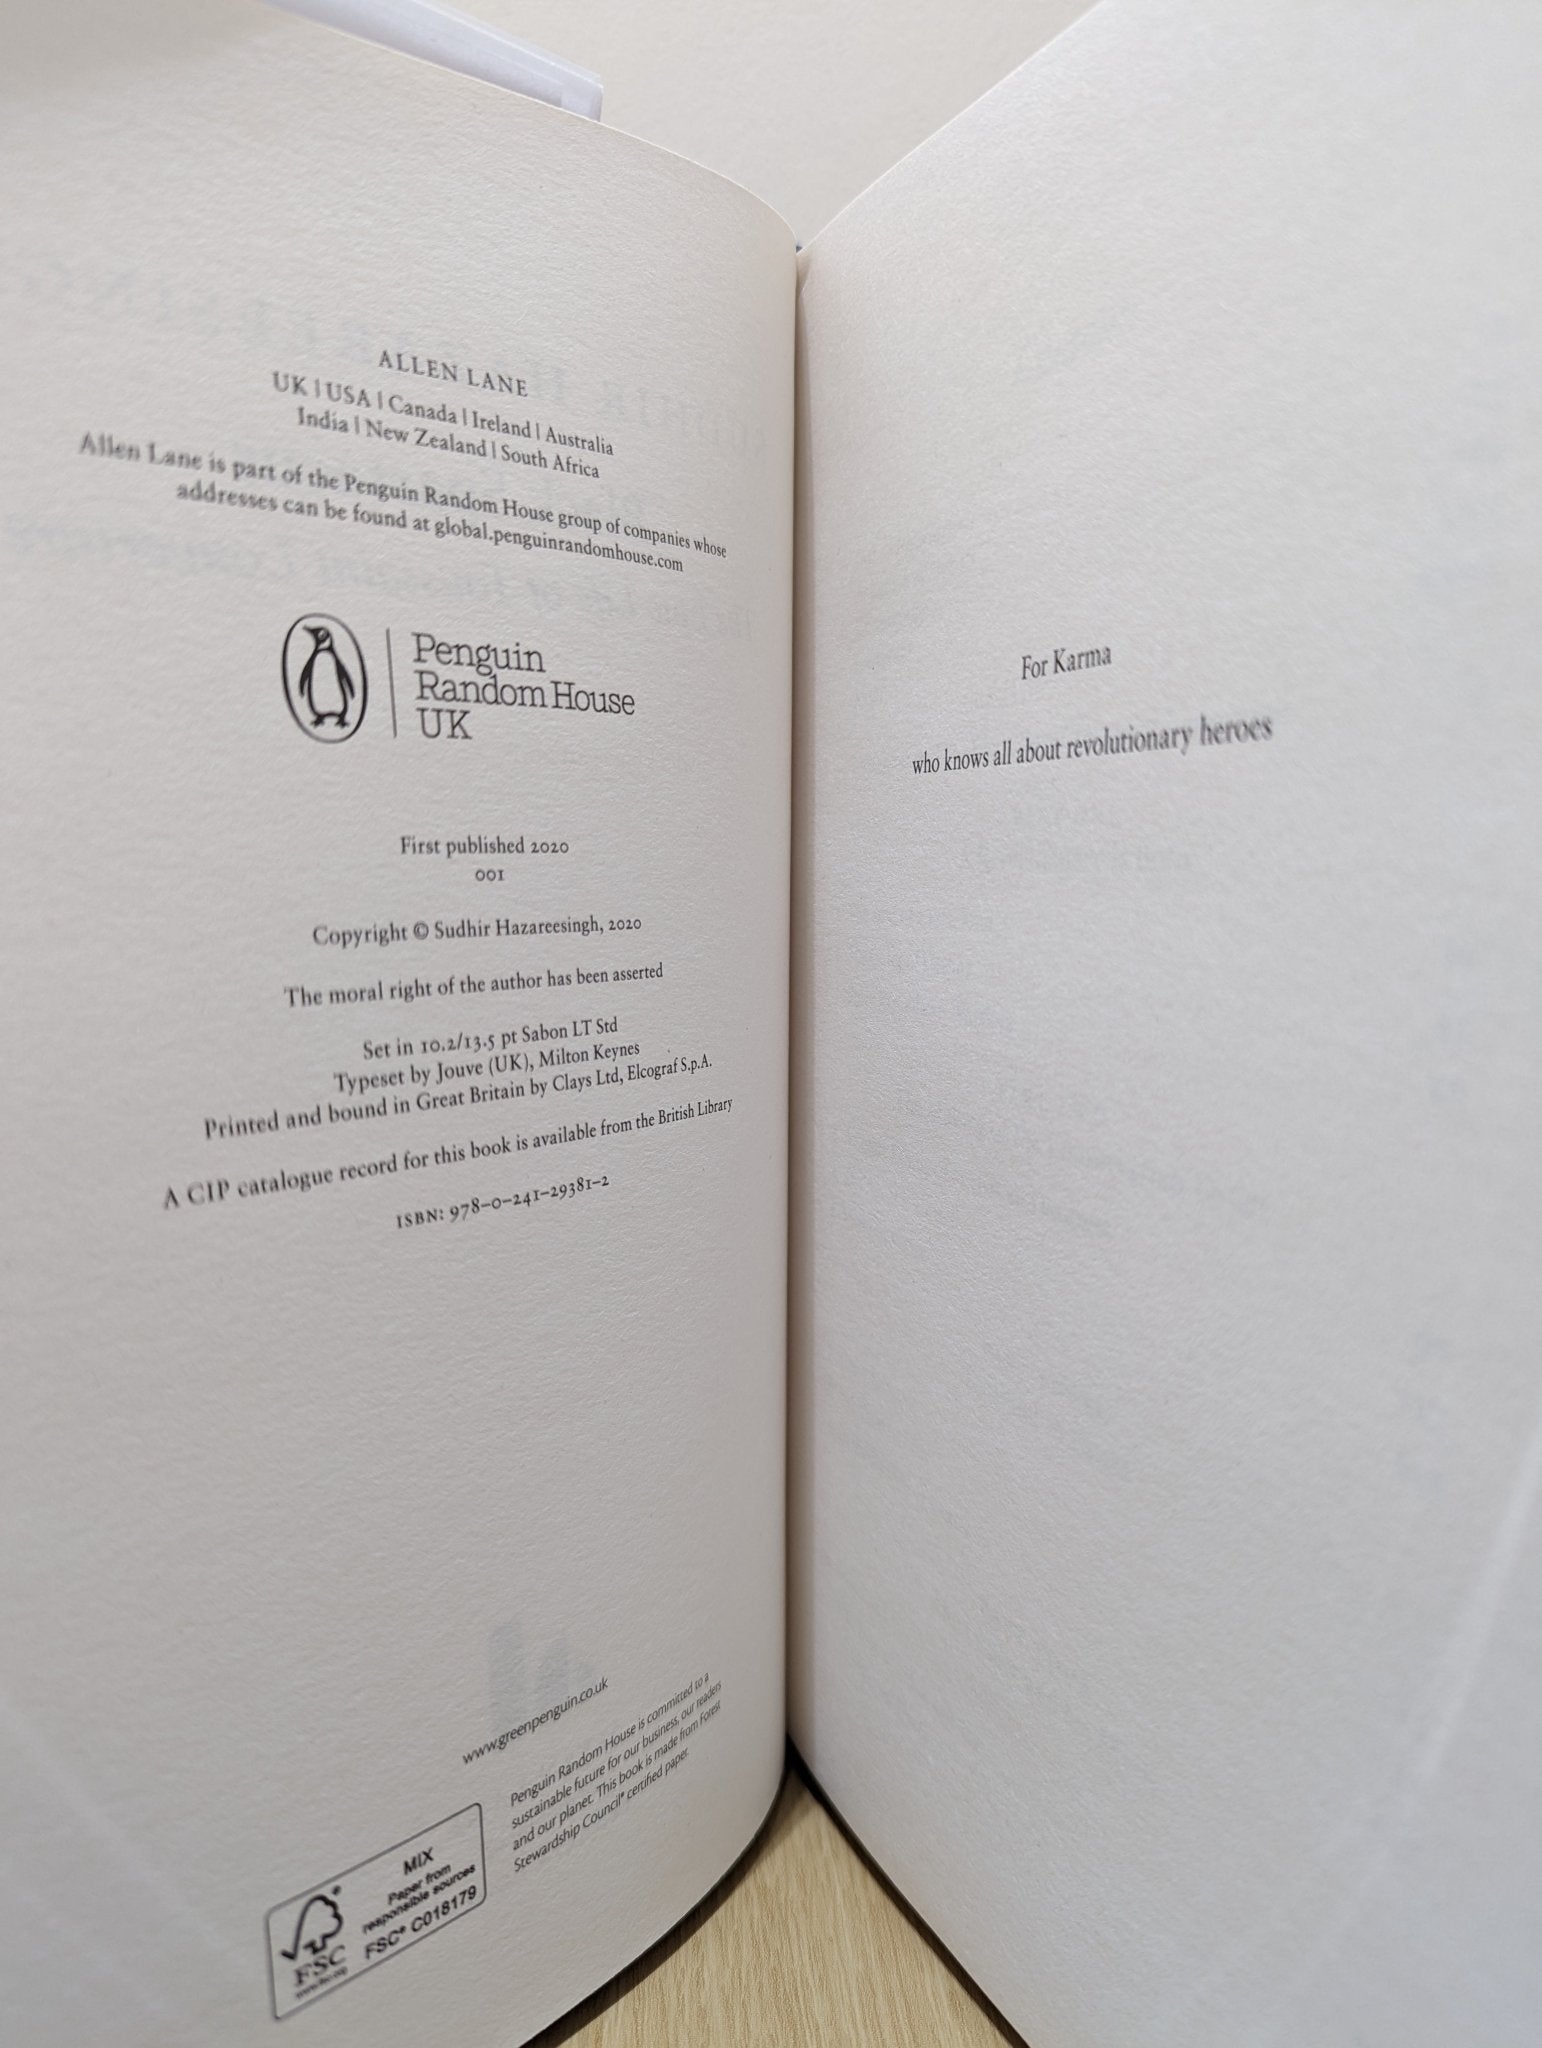 ALLEN LANE
UK | USA | Canada | Ireland | Australia
India | New Zealand | South Africa
Allen Lane is part of the Penguin Random House group of companies whose
addresses can be found at global.penguinrandomhouse.com
Penguin
Random House
UK
First published 2020
001
Copyright © Sudhir Hazareesingh, 2020
The moral right of the author has been asserted
Set in 10.2/13.5 pt Sabon LT Std
Typeset by Jouve (UK), Milton Keynes
Printed and bound in Great Britain by Clays Ltd, Elcograf S.p.A.
A CIP catalogue record for this book is available from the British Library
ISBN: 978–0–241–29381–2
www.greenpenguin.co.uk
Penguin Random House is committed to a
sustainable future for our business, our readers
and our planet. This book is made from Forest
Stewardship Council® certified paper.
MIX
Paper from
responsible sources
FSC® C018179
FSC
www.fsc.org
For Karma
who knows all about revolutionary heroes